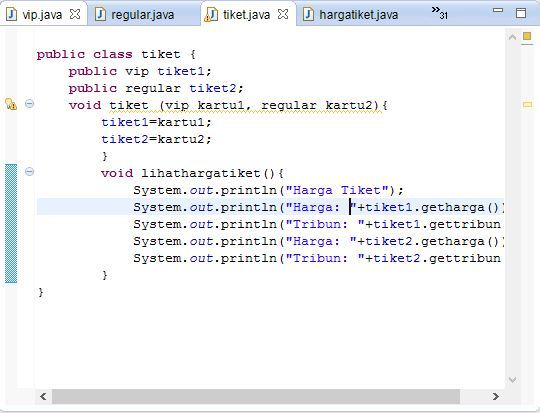 vip.java regular.java tiket.java hargatiket.java 31
public class tiket {
public vip tiket1;
public regular tiket2;
void tiket (vip kartu1, regular kartu2){
tiket1=kartu1;
tiket2=kartu2;
}
void lihathargatiket(){
System.out.println("Harga Tiket");
System.out.println("Harga: "+tiket1.getharga())
System.out.println("Tribun: "+tiket1.gettribun
System.out.println("Harga: "+tiket2.getharga())
System.out.println("Tribun: "+tiket2.gettribun
}
}